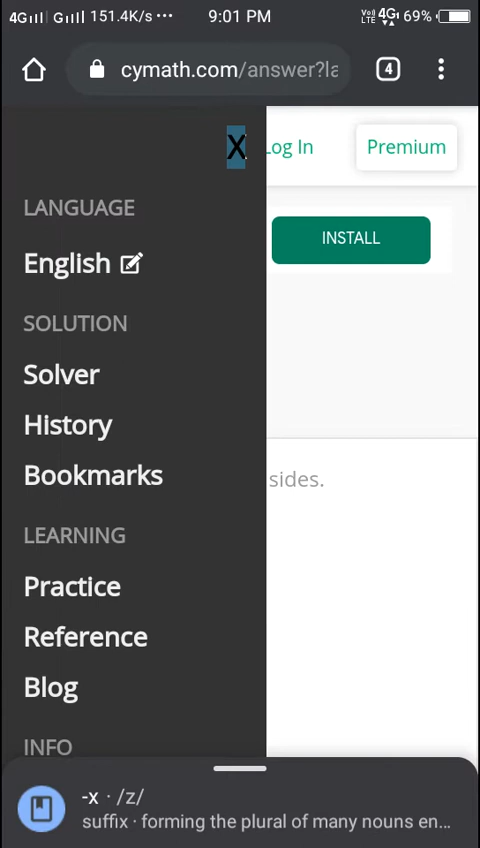 4G G 151.4K/s ••• 9:01 PM VoLTE 4G 69%
cymath.com/answer?la 4
X
Log In Premium
LANGUAGE
English
INSTALL
SOLUTION
Solver
History
Bookmarks
sides.
LEARNING
Practice
Reference
Blog
INFO
-x · /z/
suffix · forming the plural of many nouns en...